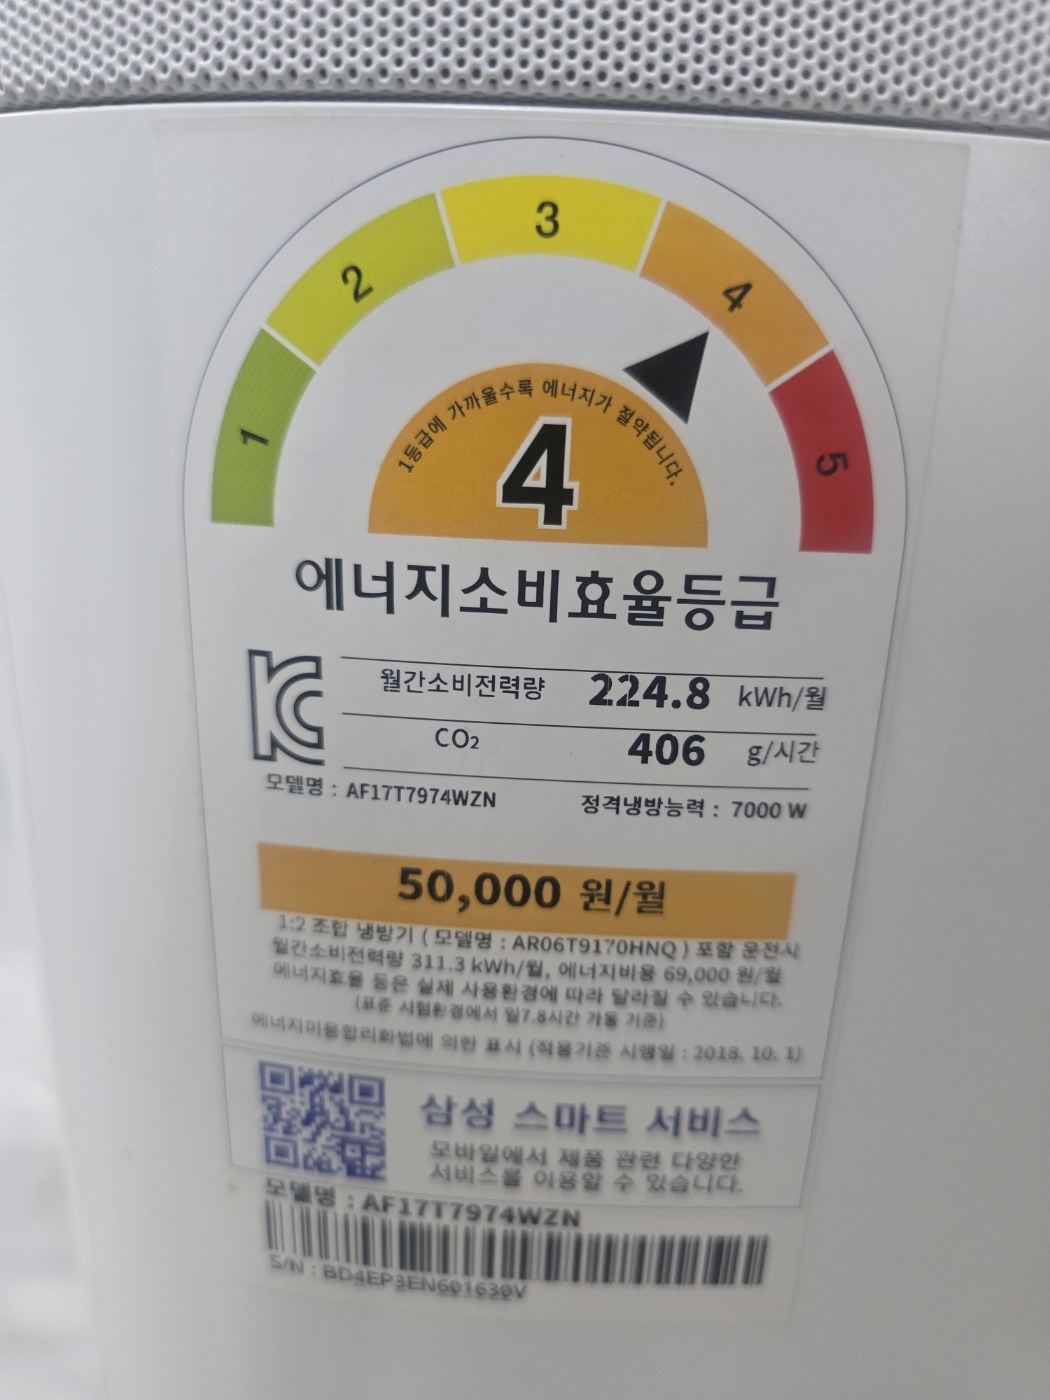 1
2
3
4
5
1등급에 가까울수록 에너지가 절약됩니다.
4
에너지소비효율등급
월간소비전력량 224.8 kWh/월
CO₂ 406 g/시간
모델명 : AF17T7974WZN 정격냉방능력 : 7000 W
50,000 원/월
1:2 조합 냉방기 ( 모델명 : AR06T9170HNQ ) 포함 운전시
월간소비전력량 311.3 kWh/월, 에너지비용 69,000 원/월
에너지효율 등은 실제 사용환경에 따라 달라질 수 있습니다.
(표준 시험환경에서 일7.8시간 가동 기준)
에너지이용합리화법에 의한 표시 (적용기준 시행일 : 2018. 10. 1)
삼성 스마트 서비스
모바일에서 제품 관련 다양한
서비스를 이용할 수 있습니다.
모델명 : AF17T7974WZN
S/N : BD4EP3EN601630V